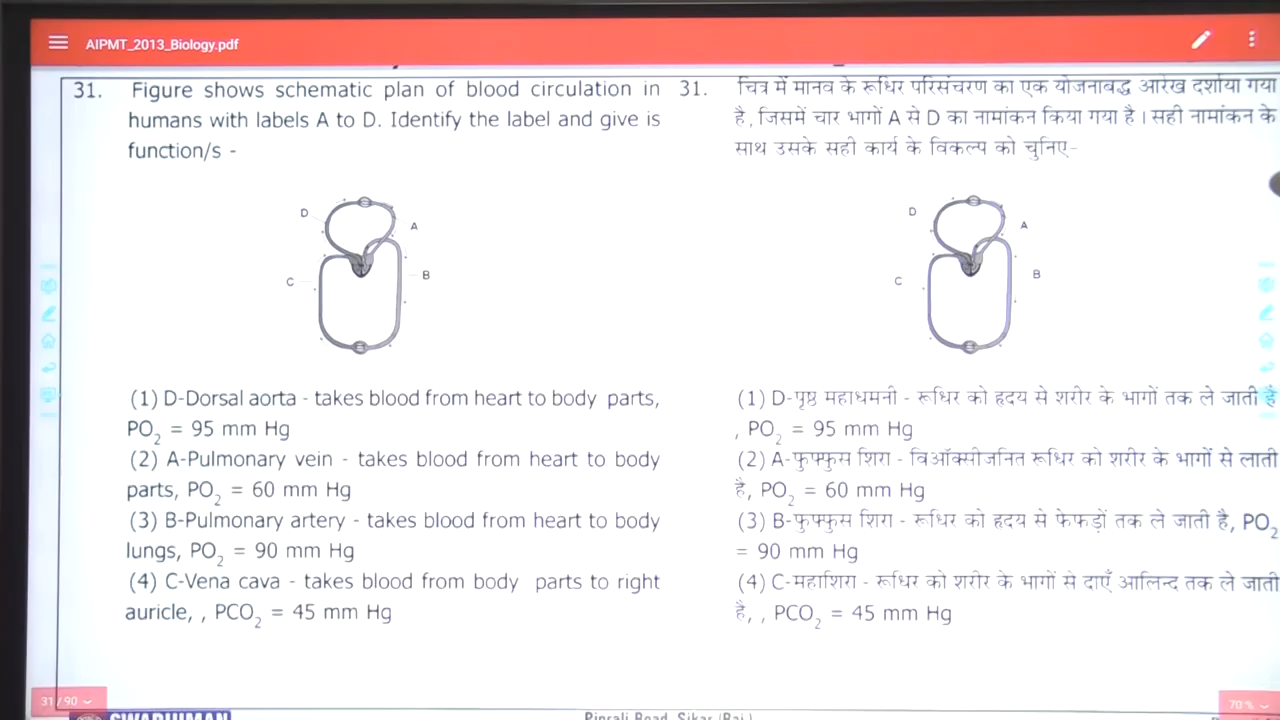 AIPMT_2013_Biology.pdf
31. Figure shows schematic plan of blood circulation in
humans with labels A to D. Identify the label and give is
function/s -
D
A
C
B
(1) D-Dorsal aorta - takes blood from heart to body parts,
PO2 = 95 mm Hg
(2) A-Pulmonary vein - takes blood from heart to body
parts, PO2 = 60 mm Hg
(3) B-Pulmonary artery - takes blood from heart to body
lungs, PO2 = 90 mm Hg
(4) C-Vena cava - takes blood from body parts to right
auricle, , PCO2 = 45 mm Hg
31. चित्र में मानव के रूधिर परिसंचरण का एक योजनाबद्ध आरेख दर्शाया गया
है, जिसमें चार भागों A से D का नामांकन किया गया है। सही नामांकन के
साथ उसके सही कार्य के विकल्प को चुनिए-
D
A
C
B
(1) D-पृष्ठ महाधमनी - रूधिर को हृदय से शरीर के भागों तक ले जाती है
, PO2 = 95 mm Hg
(2) A-फुफ्फुस शिरा - विऑक्सीजनित रूधिर को शरीर के भागों से लाती
है, PO2 = 60 mm Hg
(3) B-फुफ्फुस शिरा - रूधिर को हृदय से फेफड़ों तक ले जाती है, PO2
= 90 mm Hg
(4) C-महाशिरा - रूधिर को शरीर के भागों से दाएँ आलिन्द तक ले जाती
है, , PCO2 = 45 mm Hg
31/90
70%
SWABHIMAN
Piprali Road, Sikar (Raj.)